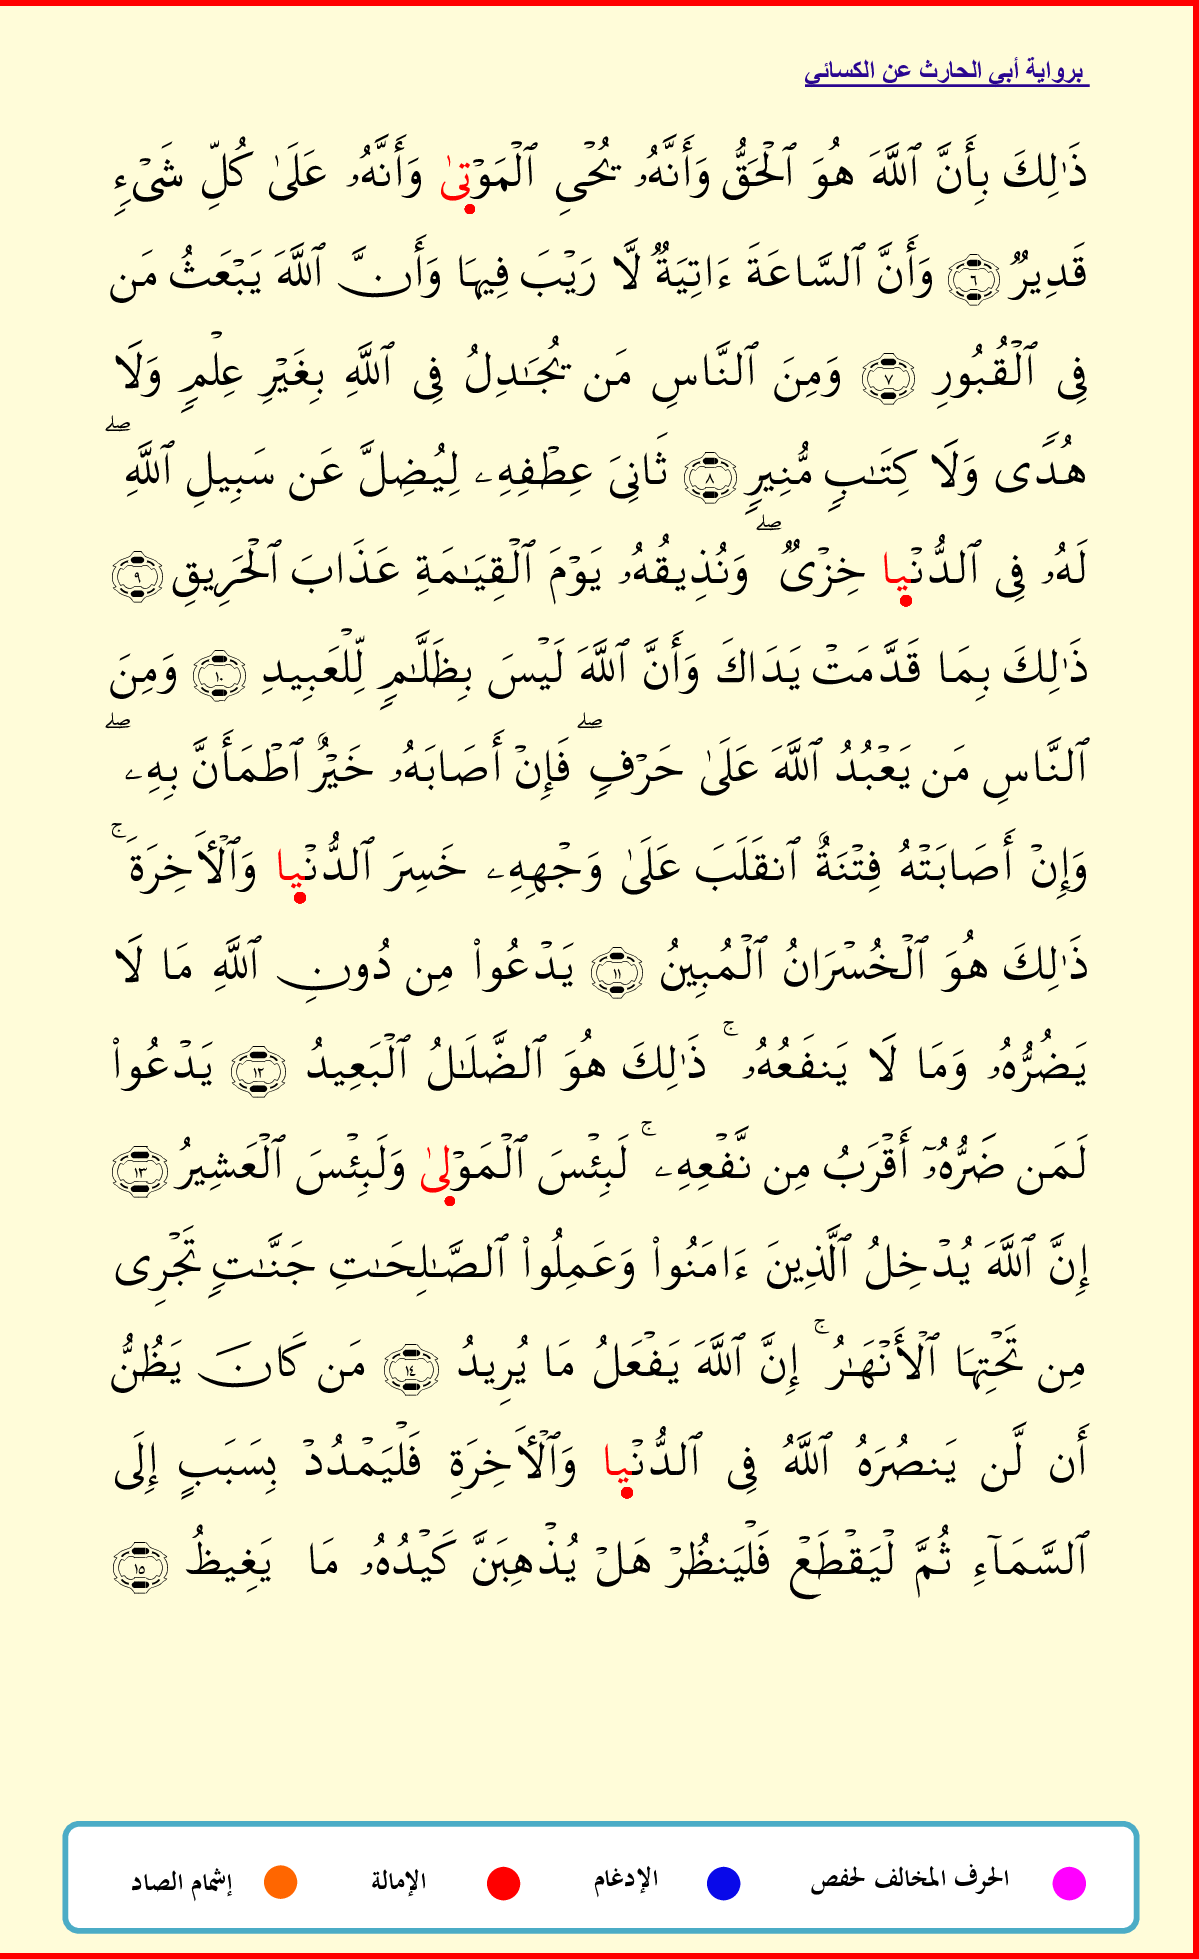 برواية أبي الحارث عن الكسائي
ذَٰلِكَ بِأَنَّ ٱللَّهَ هُوَ ٱلْحَقُّ وَأَنَّهُۥ يُحْىِ ٱلْمَوْتَىٰ وَأَنَّهُۥ عَلَىٰ كُلِّ شَىْءٍ
قَدِيرٌ ٦ وَأَنَّ ٱلسَّاعَةَ ءَاتِيَةٌ لَّا رَيْبَ فِيهَا وَأَنَّ ٱللَّهَ يَبْعَثُ مَن
فِى ٱلْقُبُورِ ٧ وَمِنَ ٱلنَّاسِ مَن يُجَـٰدِلُ فِى ٱللَّهِ بِغَيْرِ عِلْمٍ وَلَا
هُدًى وَلَا كِتَـٰبٍ مُّنِيرٍ ٨ ثَانِىَ عِطْفِهِۦ لِيُضِلَّ عَن سَبِيلِ ٱللَّهِ ۖ
لَهُۥ فِى ٱلدُّنْيا خِزْىٌ ۖ وَنُذِيقُهُۥ يَوْمَ ٱلْقِيَـٰمَةِ عَذَابَ ٱلْحَرِيقِ ٩
ذَٰلِكَ بِمَا قَدَّمَتْ يَدَاكَ وَأَنَّ ٱللَّهَ لَيْسَ بِظَلَّـٰمٍ لِّلْعَبِيدِ ١٠ وَمِنَ
ٱلنَّاسِ مَن يَعْبُدُ ٱللَّهَ عَلَىٰ حَرْفٍ ۖ فَإِنْ أَصَابَهُۥ خَيْرٌ ٱطْمَأَنَّ بِهِۦ ۖ
وَإِنْ أَصَابَتْهُ فِتْنَةٌ ٱنقَلَبَ عَلَىٰ وَجْهِهِۦ خَسِرَ ٱلدُّنْيا وَٱلْأَخِرَةَ ۚ
ذَٰلِكَ هُوَ ٱلْخُسْرَانُ ٱلْمُبِينُ ١١ يَدْعُوا۟ مِن دُونِ ٱللَّهِ مَا لَا
يَضُرُّهُۥ وَمَا لَا يَنفَعُهُۥ ۚ ذَٰلِكَ هُوَ ٱلضَّلَـٰلُ ٱلْبَعِيدُ ١٢ يَدْعُوا۟
لَمَن ضَرُّهُۥٓ أَقْرَبُ مِن نَّفْعِهِۦ ۚ لَبِئْسَ ٱلْمَوْلىٰ وَلَبِئْسَ ٱلْعَشِيرُ ١٣
إِنَّ ٱللَّهَ يُدْخِلُ ٱلَّذِينَ ءَامَنُوا۟ وَعَمِلُوا۟ ٱلصَّـٰلِحَـٰتِ جَنَّـٰتٍ تَجْرِى
مِن تَحْتِهَا ٱلْأَنْهَـٰرُ ۚ إِنَّ ٱللَّهَ يَفْعَلُ مَا يُرِيدُ ١٤ مَن كَانَ يَظُنُّ
أَن لَّن يَنصُرَهُ ٱللَّهُ فِى ٱلدُّنْيا وَٱلْأَخِرَةِ فَلْيَمْدُدْ بِسَبَبٍ إِلَى
ٱلسَّمَآءِ ثُمَّ لْيَقْطَعْ فَلْيَنظُرْ هَلْ يُذْهِبَنَّ كَيْدُهُۥ مَا يَغِيظُ ١٥
الحرف المخالف لحفص الإدغام الإمالة إشمام الصاد